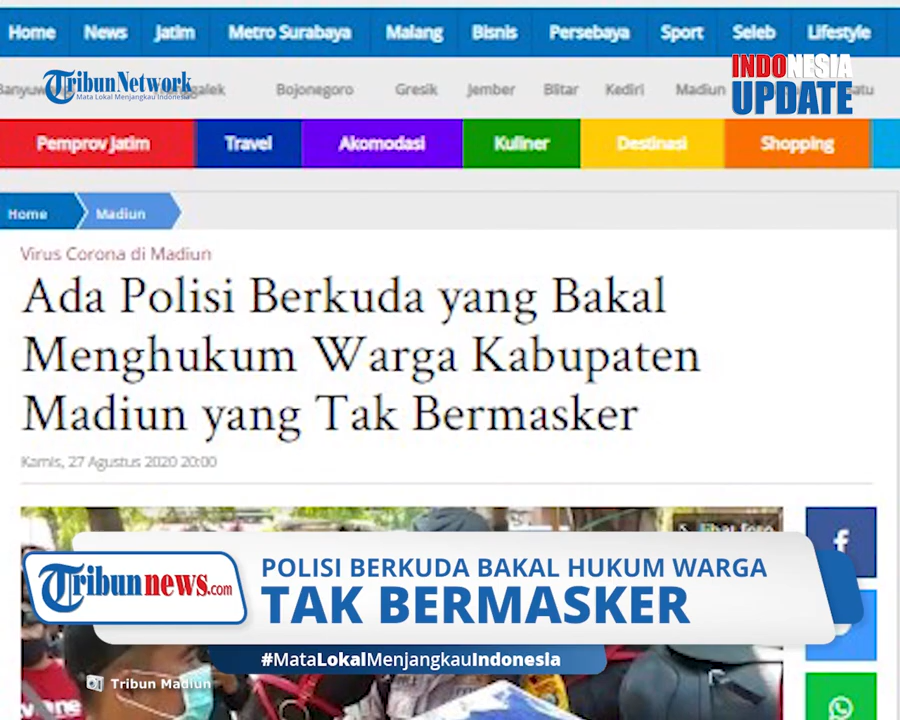 Home News Jatim Metro Surabaya Malang Bisnis Persebaya Sport Seleb Lifestyle
Tribun Network
Mata Lokal Menjangkau Indonesia
Bojonegoro Gresik Jember Blitar Kediri Madiun
INDONESIA
UPDATE
Pemprov Jatim Travel Akomodasi Kuliner Destinasi Shopping
Home Madiun
Virus Corona di Madiun
Ada Polisi Berkuda yang Bakal
Menghukum Warga Kabupaten
Madiun yang Tak Bermasker
Kamis, 27 Agustus 2020 20:00
f
Tribunnews.com
POLISI BERKUDA BAKAL HUKUM WARGA
TAK BERMASKER
#MataLokalMenjangkauIndonesia
Tribun Madiun